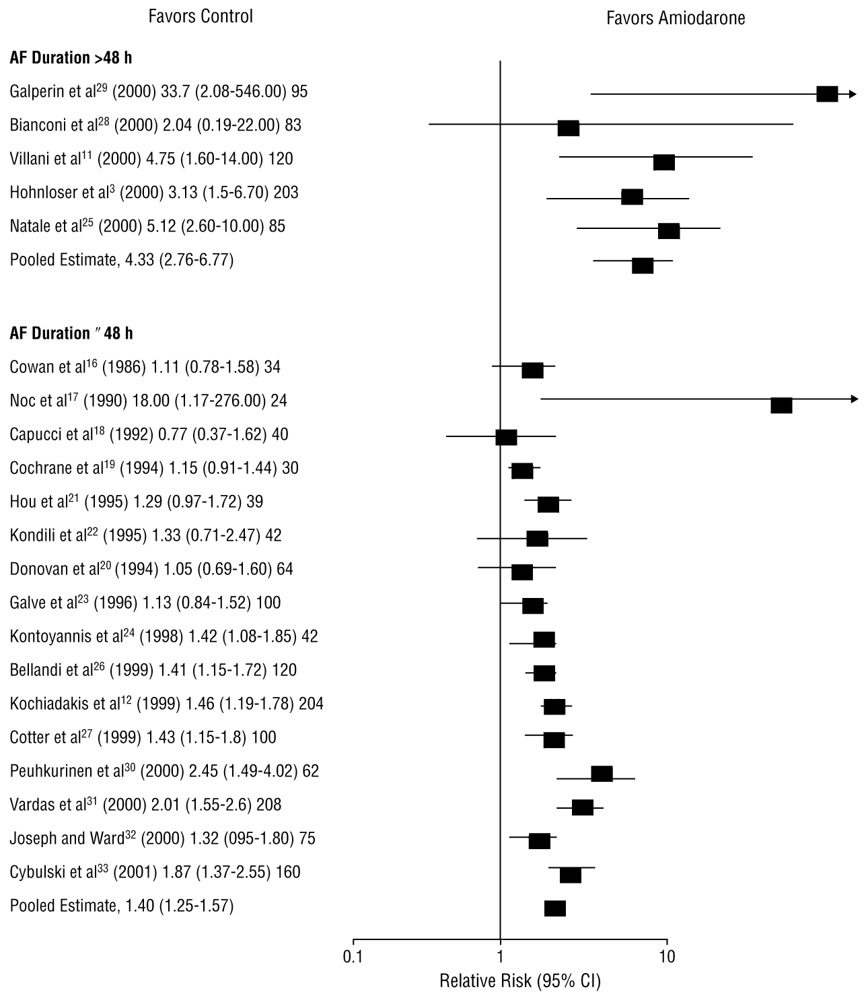 Favors Control Favors Amiodarone
AF Duration >48 h
Galperin et al29 (2000) 33.7 (2.08-546.00) 95
Bianconi et al28 (2000) 2.04 (0.19-22.00) 83
Villani et al11 (2000) 4.75 (1.60-14.00) 120
Hohnloser et al3 (2000) 3.13 (1.5-6.70) 203
Natale et al25 (2000) 5.12 (2.60-10.00) 85
Pooled Estimate, 4.33 (2.76-6.77)
AF Duration ″ 48 h
Cowan et al16 (1986) 1.11 (0.78-1.58) 34
Noc et al17 (1990) 18.00 (1.17-276.00) 24
Capucci et al18 (1992) 0.77 (0.37-1.62) 40
Cochrane et al19 (1994) 1.15 (0.91-1.44) 30
Hou et al21 (1995) 1.29 (0.97-1.72) 39
Kondili et al22 (1995) 1.33 (0.71-2.47) 42
Donovan et al20 (1994) 1.05 (0.69-1.60) 64
Galve et al23 (1996) 1.13 (0.84-1.52) 100
Kontoyannis et al24 (1998) 1.42 (1.08-1.85) 42
Bellandi et al26 (1999) 1.41 (1.15-1.72) 120
Kochiadakis et al12 (1999) 1.46 (1.19-1.78) 204
Cotter et al27 (1999) 1.43 (1.15-1.8) 100
Peuhkurinen et al30 (2000) 2.45 (1.49-4.02) 62
Vardas et al31 (2000) 2.01 (1.55-2.6) 208
Joseph and Ward32 (2000) 1.32 (095-1.80) 75
Cybulski et al33 (2001) 1.87 (1.37-2.55) 160
Pooled Estimate, 1.40 (1.25-1.57)
0.1 1 10
Relative Risk (95% CI)